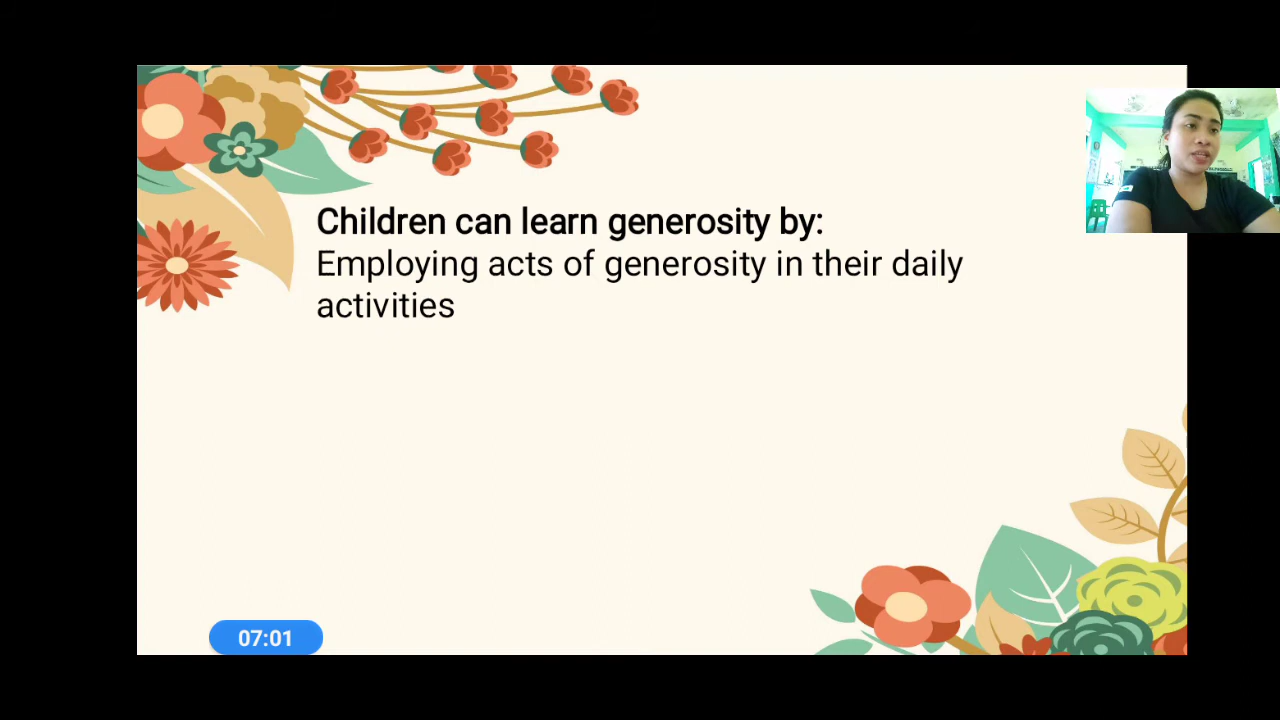 Children can learn generosity by:
Employing acts of generosity in their daily
activities
07:01